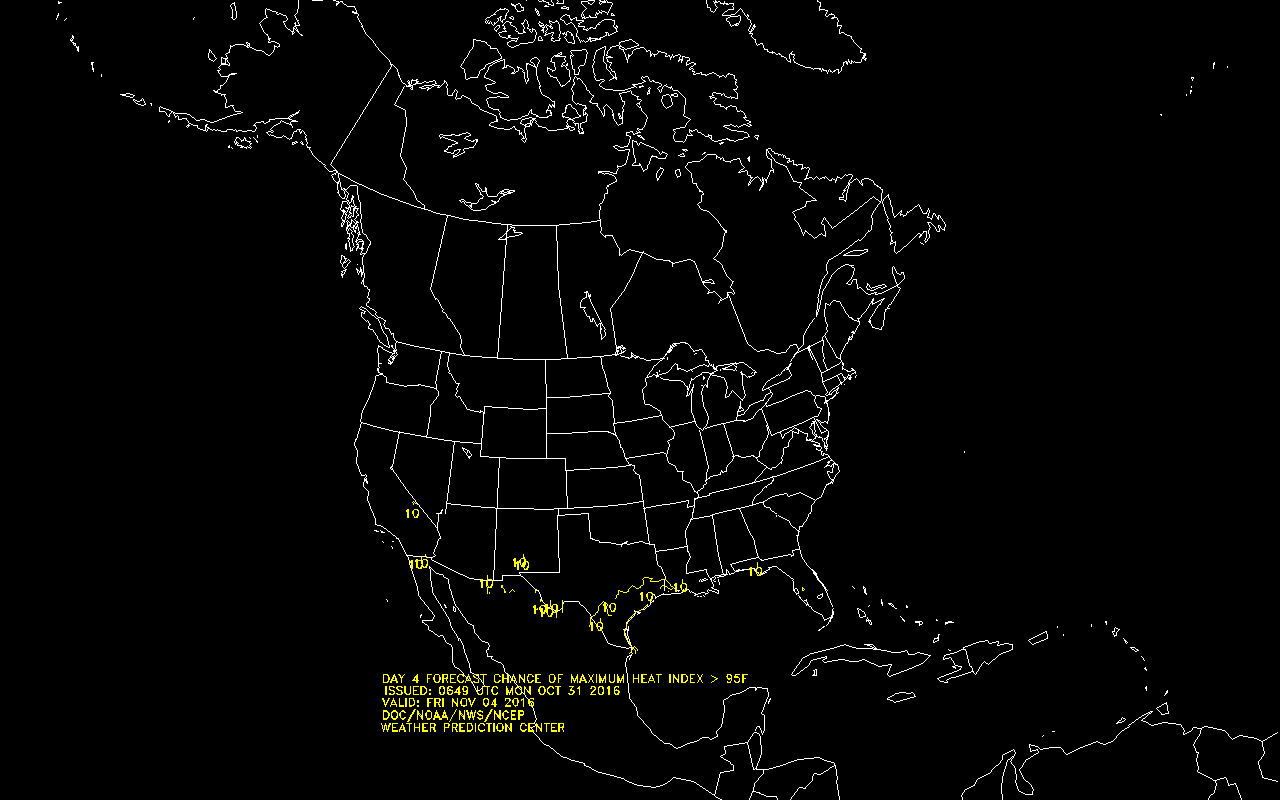 10
10
10
10
10
10
10
10
10
10
10
10
10
10
DAY 4 FORECAST CHANCE OF MAXIMUM HEAT INDEX > 95F
ISSUED: 0649 UTC MON OCT 31 2016
VALID: FRI NOV 04 2016
DOC/NOAA/NWS/NCEP
WEATHER PREDICTION CENTER